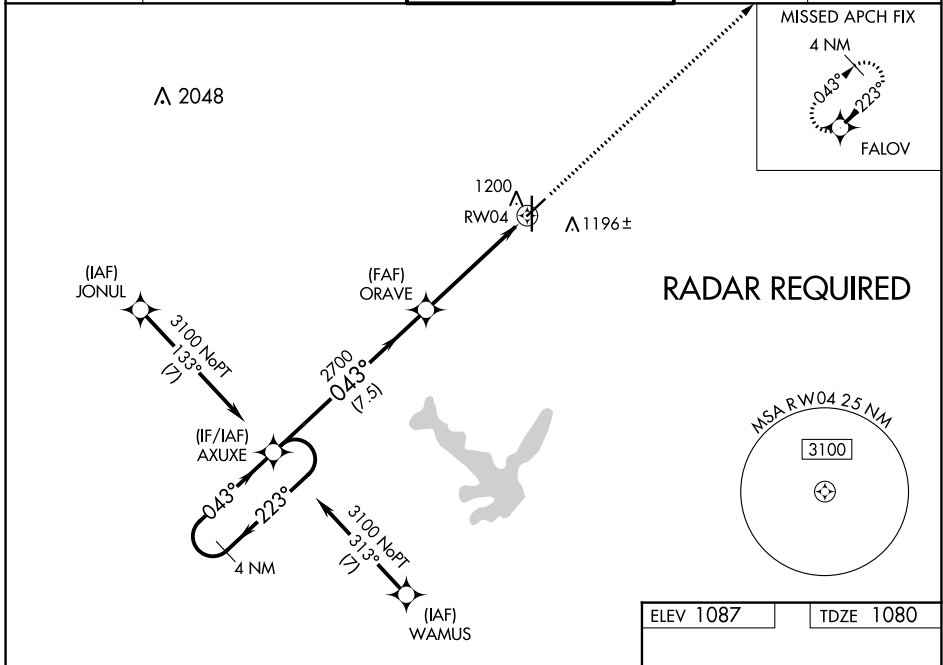 MISSED APCH FIX
4 NM
043°
223°
FALOV
2048
1200
RW04
1196±
(IAF)
JONUL
(FAF)
ORAVE
RADAR REQUIRED
3100 NoPT
133°
(7)
2700
043°
(7.5)
(IF/IAF)
AXUXE
MSA RW04 25 NM
3100
043°
223°
4 NM
3100 NoPT
313°
(7)
(IAF)
WAMUS
ELEV 1087
TDZE 1080